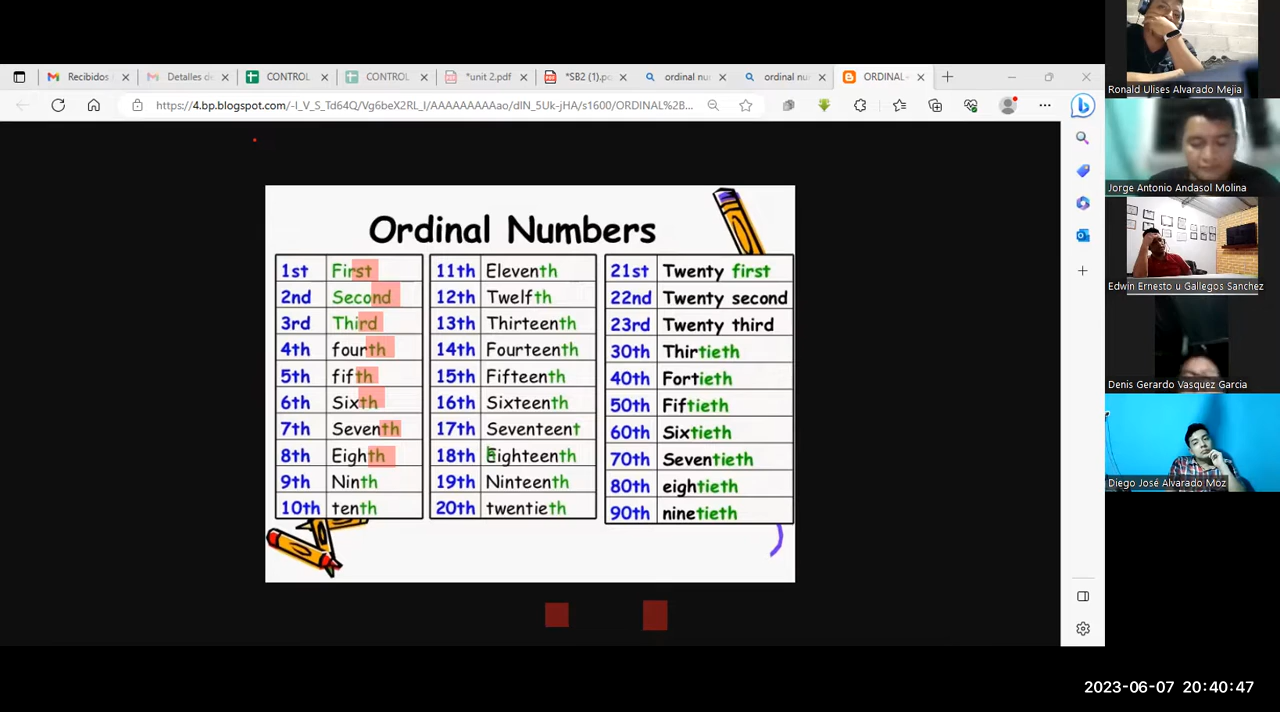 Recibidos
Detalles de
CONTROL
CONTROL
*unit 2.pdf
*SB2 (1).pd
ordinal nu
ordinal nu
ORDINAL
https://4.bp.blogspot.com/-I_V_S_Td64Q/Vg6beX2RL_I/AAAAAAAAAao/dIN_5Uk-jHA/s1600/ORDINAL%2B...
Ordinal Numbers
1st First
2nd Second
3rd Third
4th fourth
5th fifth
6th Sixth
7th Seventh
8th Eighth
9th Ninth
10th tenth
11th Eleventh
12th Twelfth
13th Thirteenth
14th Fourteenth
15th Fifteenth
16th Sixteenth
17th Seventeent
18th Eighteenth
19th Ninteenth
20th twentieth
21st Twenty first
22nd Twenty second
23rd Twenty third
30th Thirtieth
40th Fortieth
50th Fiftieth
60th Sixtieth
70th Seventieth
80th eightieth
90th ninetieth
Ronald Ulises Alvarado Mejia
Jorge Antonio Andasol Molina
Edwin Ernesto u Gallegos Sanchez
Denis Gerardo Vasquez Garcia
Diego José Alvarado Moz
2023-06-07 20:40:47